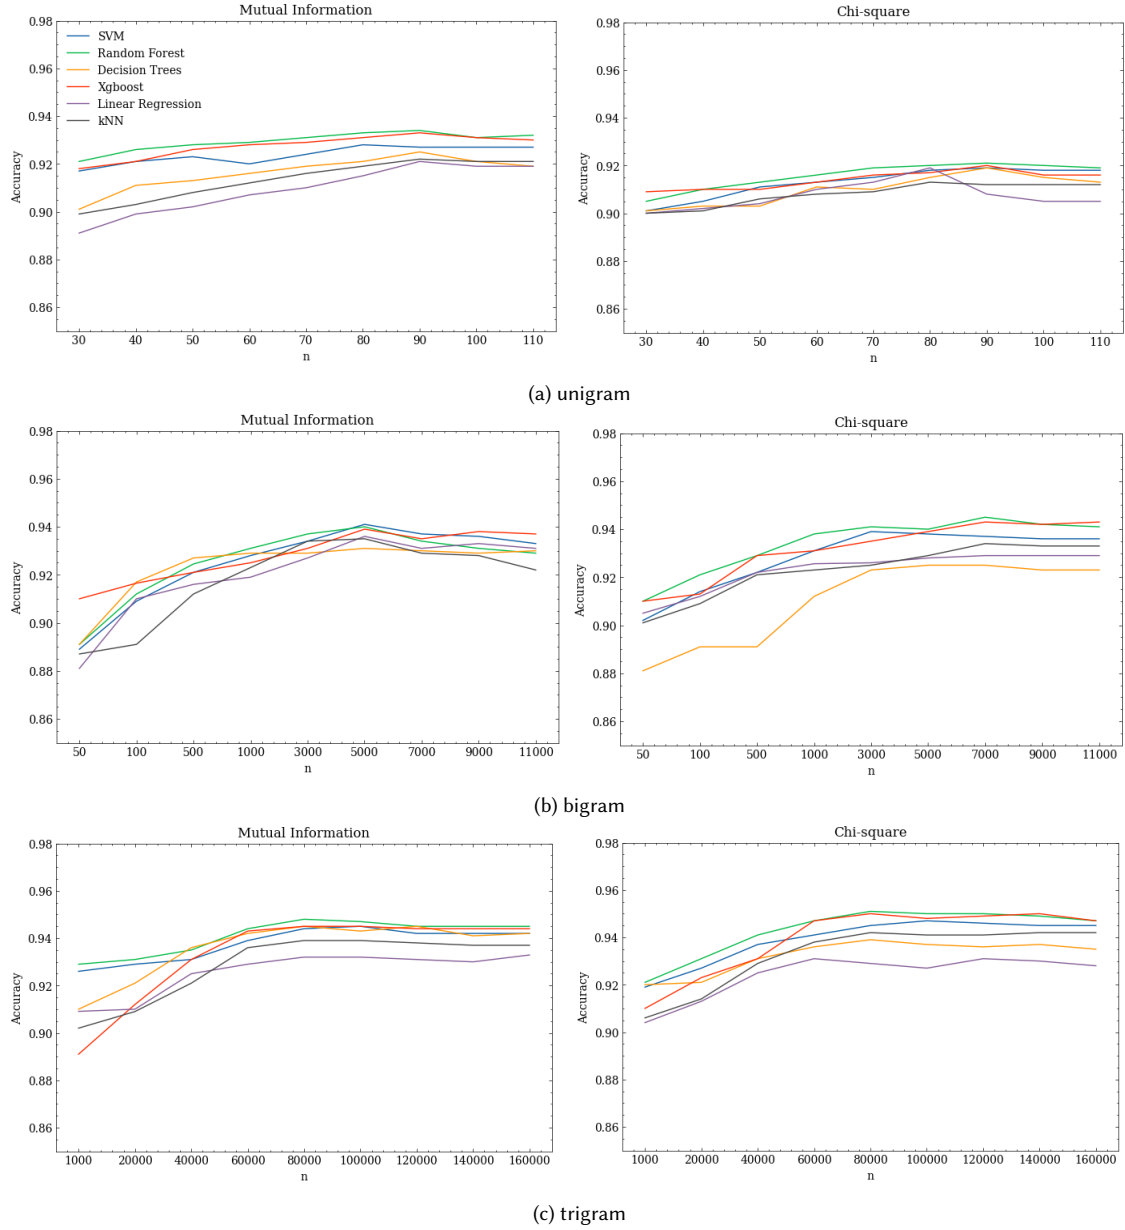 Mutual Information
0.98
0.96
0.94
0.92
0.90
0.88
0.86
Accuracy
SVM
Random Forest
Decision Trees
Xgboost
Linear Regression
kNN
30 40 50 60 70 80 90 100 110
n
Chi-square
0.98
0.96
0.94
0.92
0.90
0.88
0.86
Accuracy
30 40 50 60 70 80 90 100 110
n
(a) unigram
Mutual Information
0.98
0.96
0.94
0.92
0.90
0.88
0.86
Accuracy
50 100 500 1000 3000 5000 7000 9000 11000
n
Chi-square
0.98
0.96
0.94
0.92
0.90
0.88
0.86
Accuracy
50 100 500 1000 3000 5000 7000 9000 11000
n
(b) bigram
Mutual Information
0.98
0.96
0.94
0.92
0.90
0.88
0.86
Accuracy
1000 20000 40000 60000 80000 100000 120000 140000 160000
n
Chi-square
0.98
0.96
0.94
0.92
0.90
0.88
0.86
Accuracy
1000 20000 40000 60000 80000 100000 120000 140000 160000
n
(c) trigram